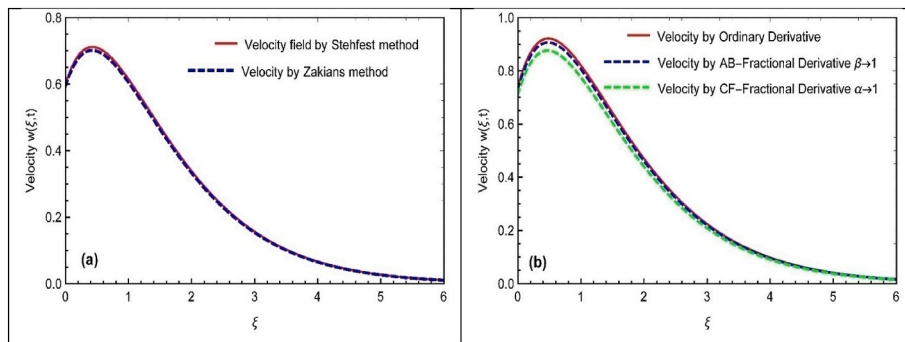 0.8
Velocity field by Stehfest method
Velocity by Zakians method
0.6
0.4
0.2
0.0
Velocity w(ξ,t)
(a)
0 1 2 3 4 5 6
ξ
1.0
Velocity by Ordinary Derivative
Velocity by AB-Fractional Derivative β→1
Velocity by CF-Fractional Derivative α→1
0.8
0.6
0.4
0.2
0.0
Velocity w(ξ,t)
(b)
0 1 2 3 4 5 6
ξ